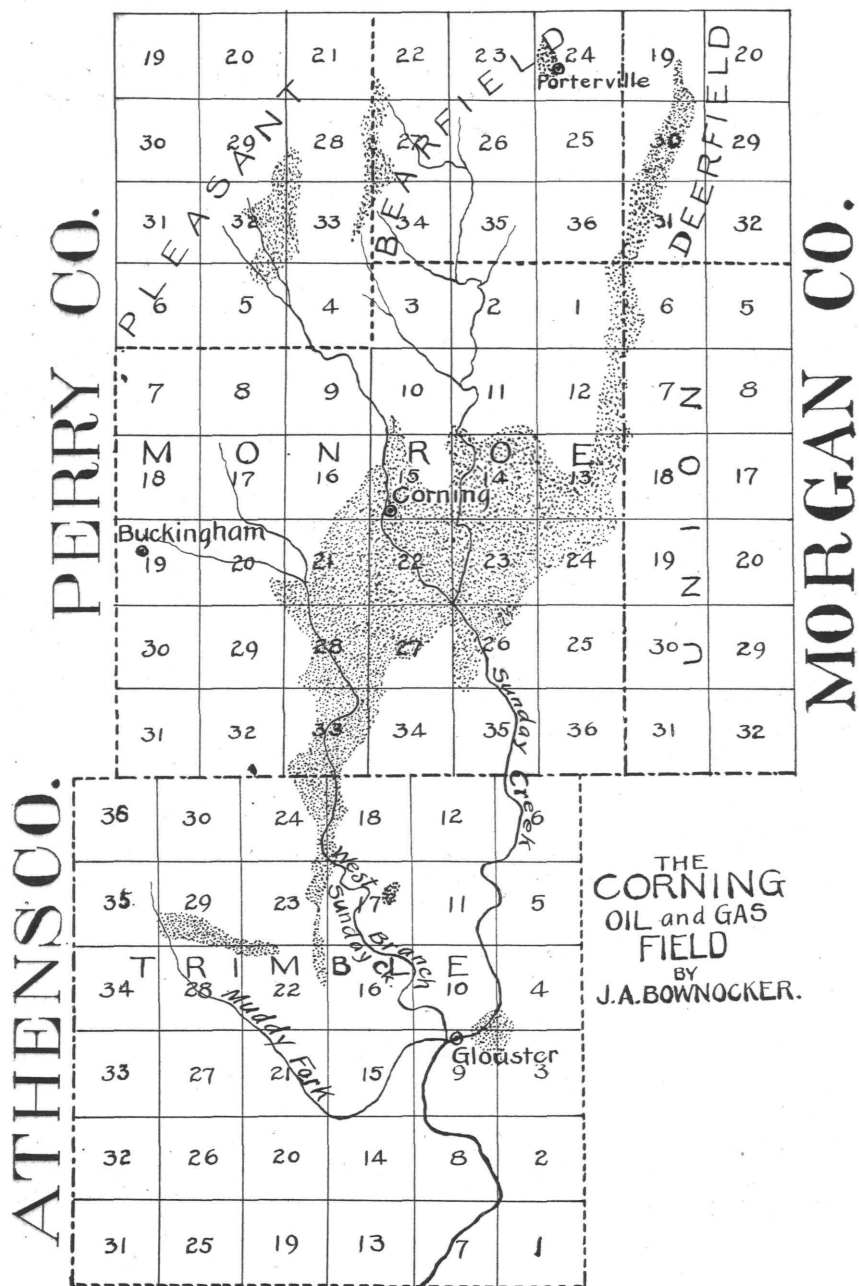 PERRY CO.
MORGAN CO.
ATHENS CO.
PLEASANT
BEARFIELD
DEERFIELD
19 20 21 22 23 24 19 20
Porterville
30 29 28 27 26 25 30 29
31 32 33 34 35 36 31 32
6 5 4 3 2 1 6 5
7 8 9 10 11 12 7 8
MONROE
UNION
18 17 16 15 14 13 18 17
Corning
Buckingham
19 20 21 22 23 24 19 20
30 29 28 27 26 25 30 29
31 32 33 34 35 36 31 32
Sunday Creek
36 30 24 18 12 6
35 29 23 17 11 5
West Branch
Sunday Ck.
TRIMBLE
34 28 22 16 10 4
Muddy Fork
Glouster
33 27 21 15 9 3
32 26 20 14 8 2
31 25 19 13 7 1
THE
CORNING
OIL and GAS
FIELD
BY
J.A.BOWNOCKER.